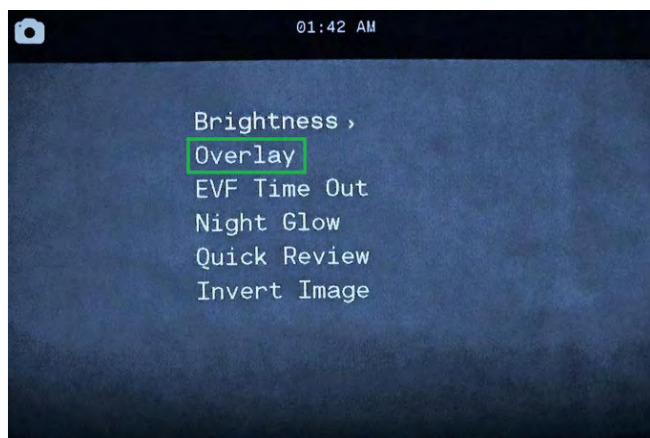 01:42 AM
Brightness ›
Overlay
EVF Time Out
Night Glow
Quick Review
Invert Image